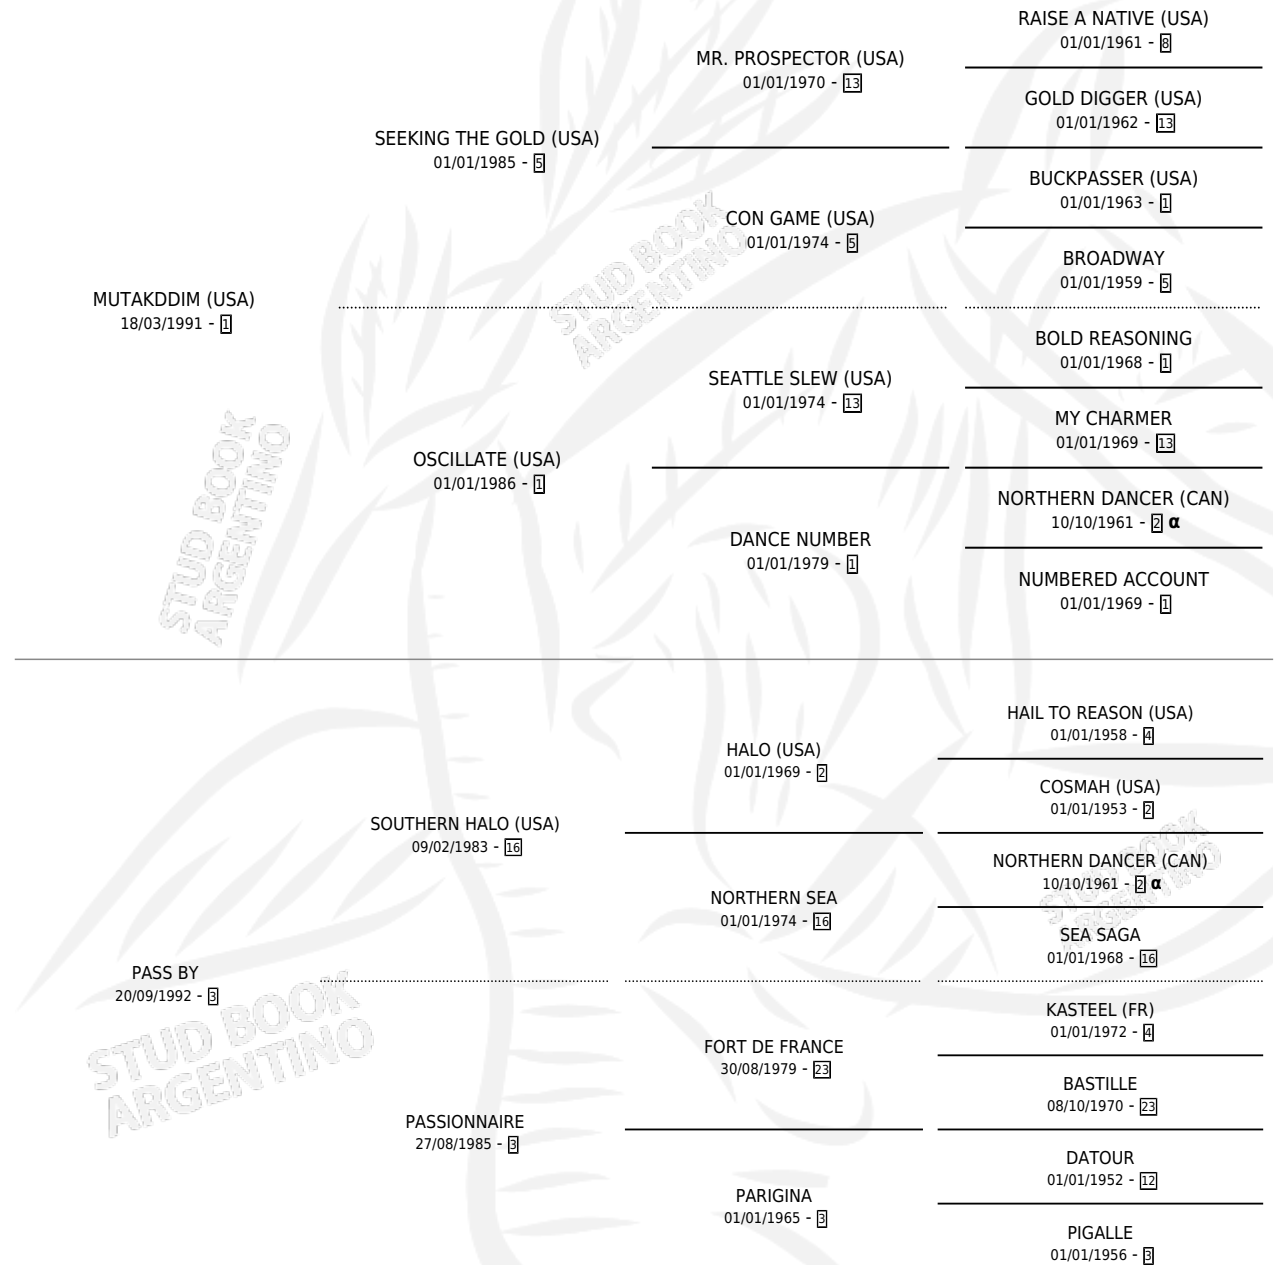 RAISE A NATIVE (USA)
01/01/1961 - 8
MR. PROSPECTOR (USA)
01/01/1970 - 13
GOLD DIGGER (USA)
01/01/1962 - 13
SEEKING THE GOLD (USA)
01/01/1985 - 5
BUCKPASSER (USA)
01/01/1963 - 1
CON GAME (USA)
01/01/1974 - 5
BROADWAY
01/01/1959 - 5
MUTAKDDIM (USA)
18/03/1991 - 1
BOLD REASONING
01/01/1968 - 1
SEATTLE SLEW (USA)
01/01/1974 - 13
MY CHARMER
01/01/1969 - 13
OSCILLATE (USA)
01/01/1986 - 1
NORTHERN DANCER (CAN)
10/10/1961 - 2 α
DANCE NUMBER
01/01/1979 - 1
NUMBERED ACCOUNT
01/01/1969 - 1
HAIL TO REASON (USA)
01/01/1958 - 4
HALO (USA)
01/01/1969 - 2
COSMAH (USA)
01/01/1953 - 2
SOUTHERN HALO (USA)
09/02/1983 - 16
NORTHERN DANCER (CAN)
10/10/1961 - 2 α
NORTHERN SEA
01/01/1974 - 16
SEA SAGA
01/01/1968 - 16
PASS BY
20/09/1992 - 3
KASTEEL (FR)
01/01/1972 - 4
FORT DE FRANCE
30/08/1979 - 23
BASTILLE
08/10/1970 - 23
PASSIONNAIRE
27/08/1985 - 3
DATOUR
01/01/1952 - 12
PARIGINA
01/01/1965 - 3
PIGALLE
01/01/1956 - 3
STUD BOOK
ARGENTINO
STUD BOOK
ARGENTINO
STUD BOOK
ARGENTINO
STUD BOOK
ARGENTINO